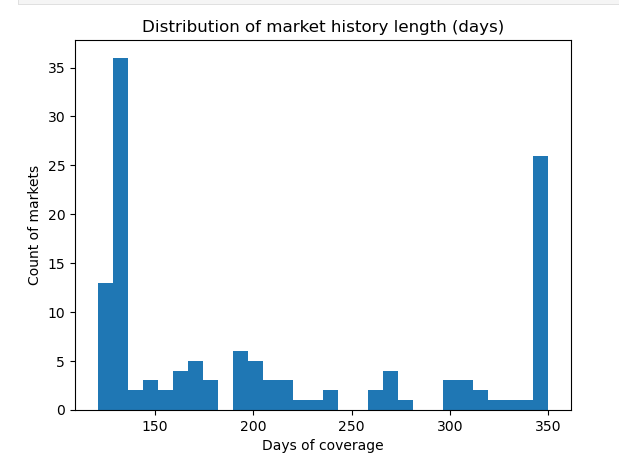 Distribution of market history length (days)
Count of markets
35
30
25
20
15
10
5
0
150 200 250 300 350
Days of coverage